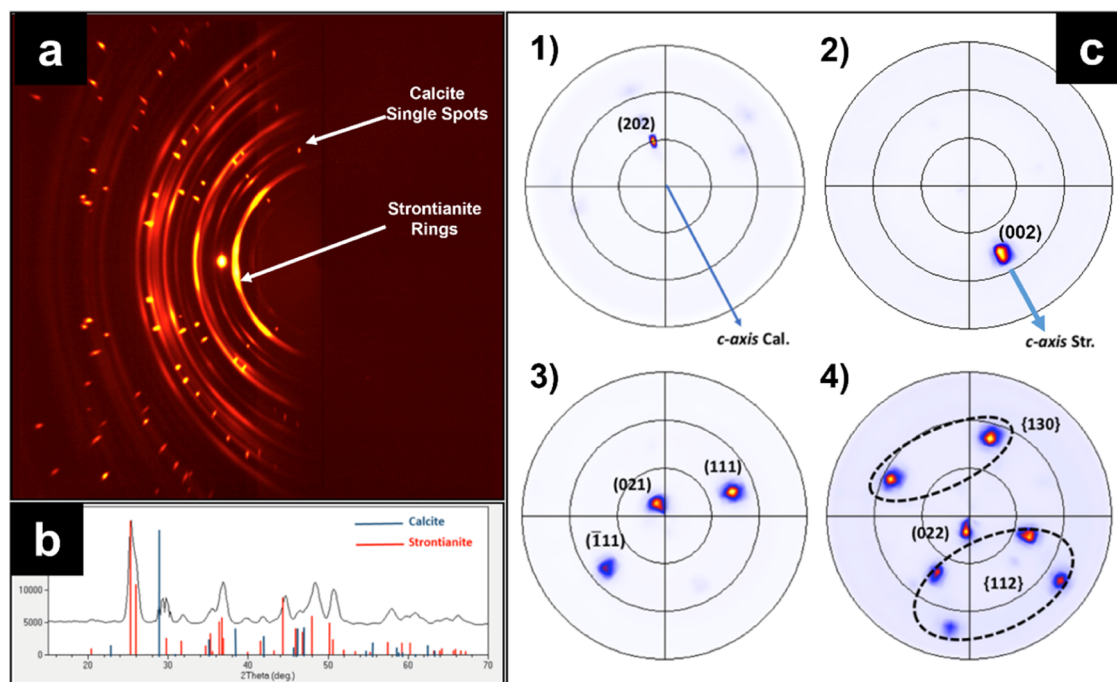 a
Calcite
Single Spots
Strontianite
Rings
b
Calcite
Strontianite
10000
5000
0
20
30
40
50
60
70
2Theta (deg.)
c
1)
(202)
c-axis Cal.
2)
(002)
c-axis Str.
3)
(021)
(111)
(1̅11)
4)
{130}
(022)
{112}